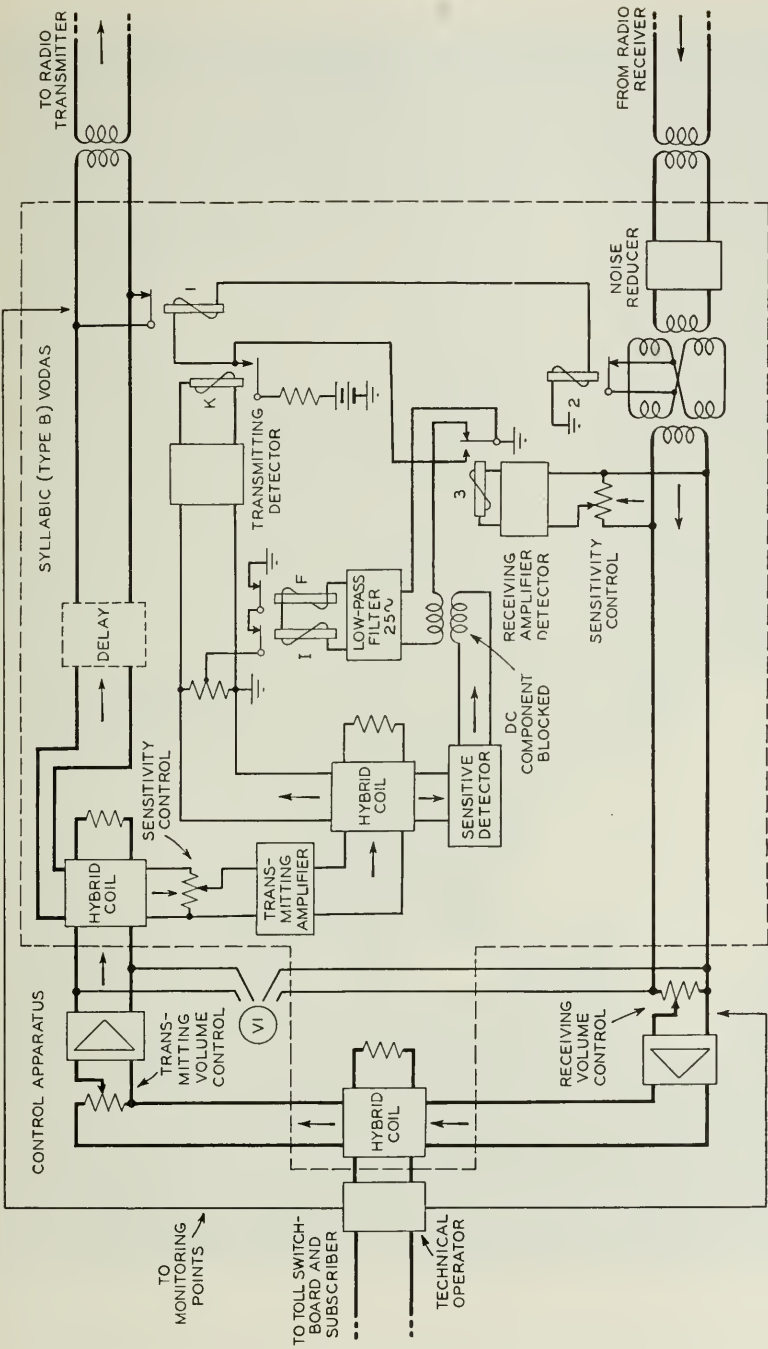 TO RADIO
TRANSMITTER
SYLLABIC (TYPE B) VODAS
CONTROL APPARATUS
DELAY
HYBRID
COIL
TRANS-
MITTING
VOLUME
CONTROL
SENSITIVITY
CONTROL
TO
MONITORING
POINTS
VI
TRANS-
MITTING
AMPLIFIER
TRANSMITTING
DETECTOR
K
1
I
F
LOW-PASS
FILTER
25~
HYBRID
COIL
SENSITIVE
DETECTOR
DC
COMPONENT
BLOCKED
TO TOLL SWITCH-
BOARD AND
SUBSCRIBER
TECHNICAL
OPERATOR
HYBRID
COIL
3
RECEIVING
AMPLIFIER
DETECTOR
2
SENSITIVITY
CONTROL
RECEIVING
VOLUME
CONTROL
NOISE
REDUCER
FROM RADIO
RECEIVER